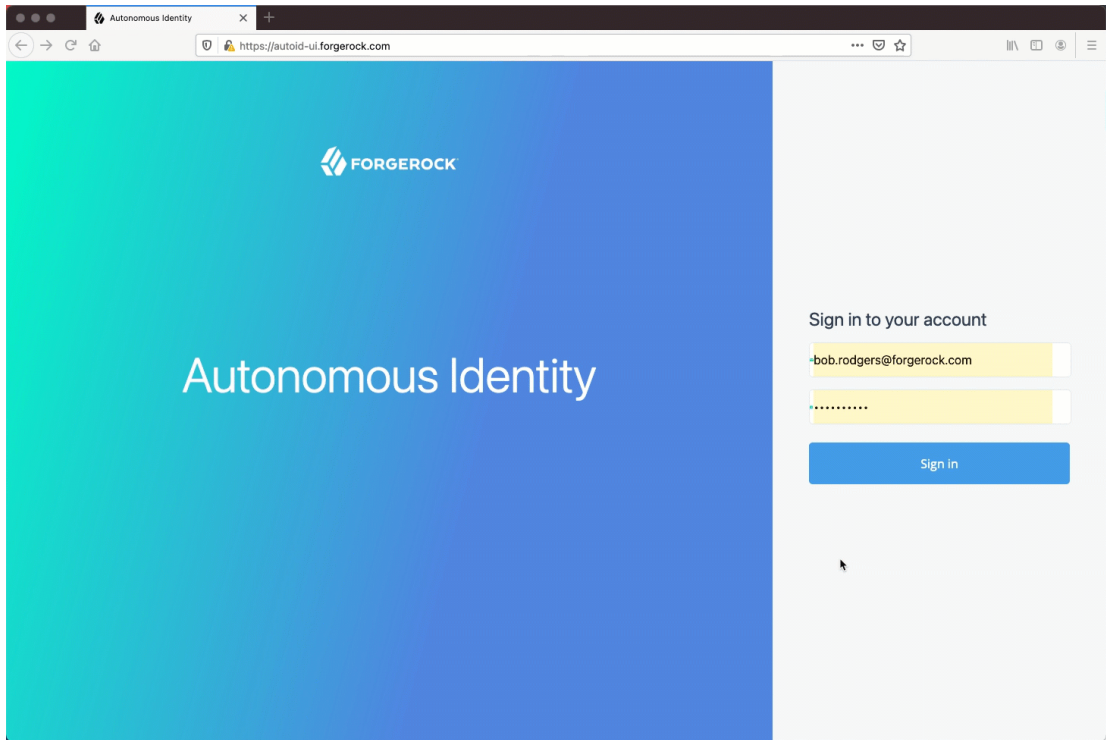 Autonomous Identity
https://autoid-ui.forgerock.com
FORGEROCK
Autonomous Identity
Sign in to your account
bob.rodgers@forgerock.com
••••••••••
Sign in